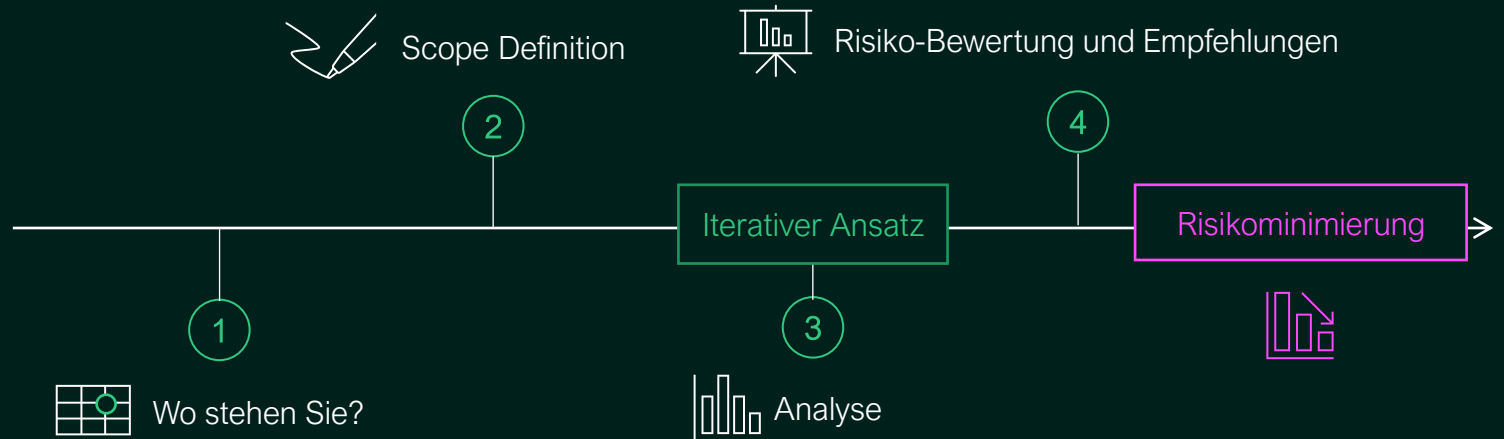 Scope Definition
Risiko-Bewertung und Empfehlungen
2
4
Iterativer Ansatz
Risikominimierung
1
3
Wo stehen Sie?
Analyse